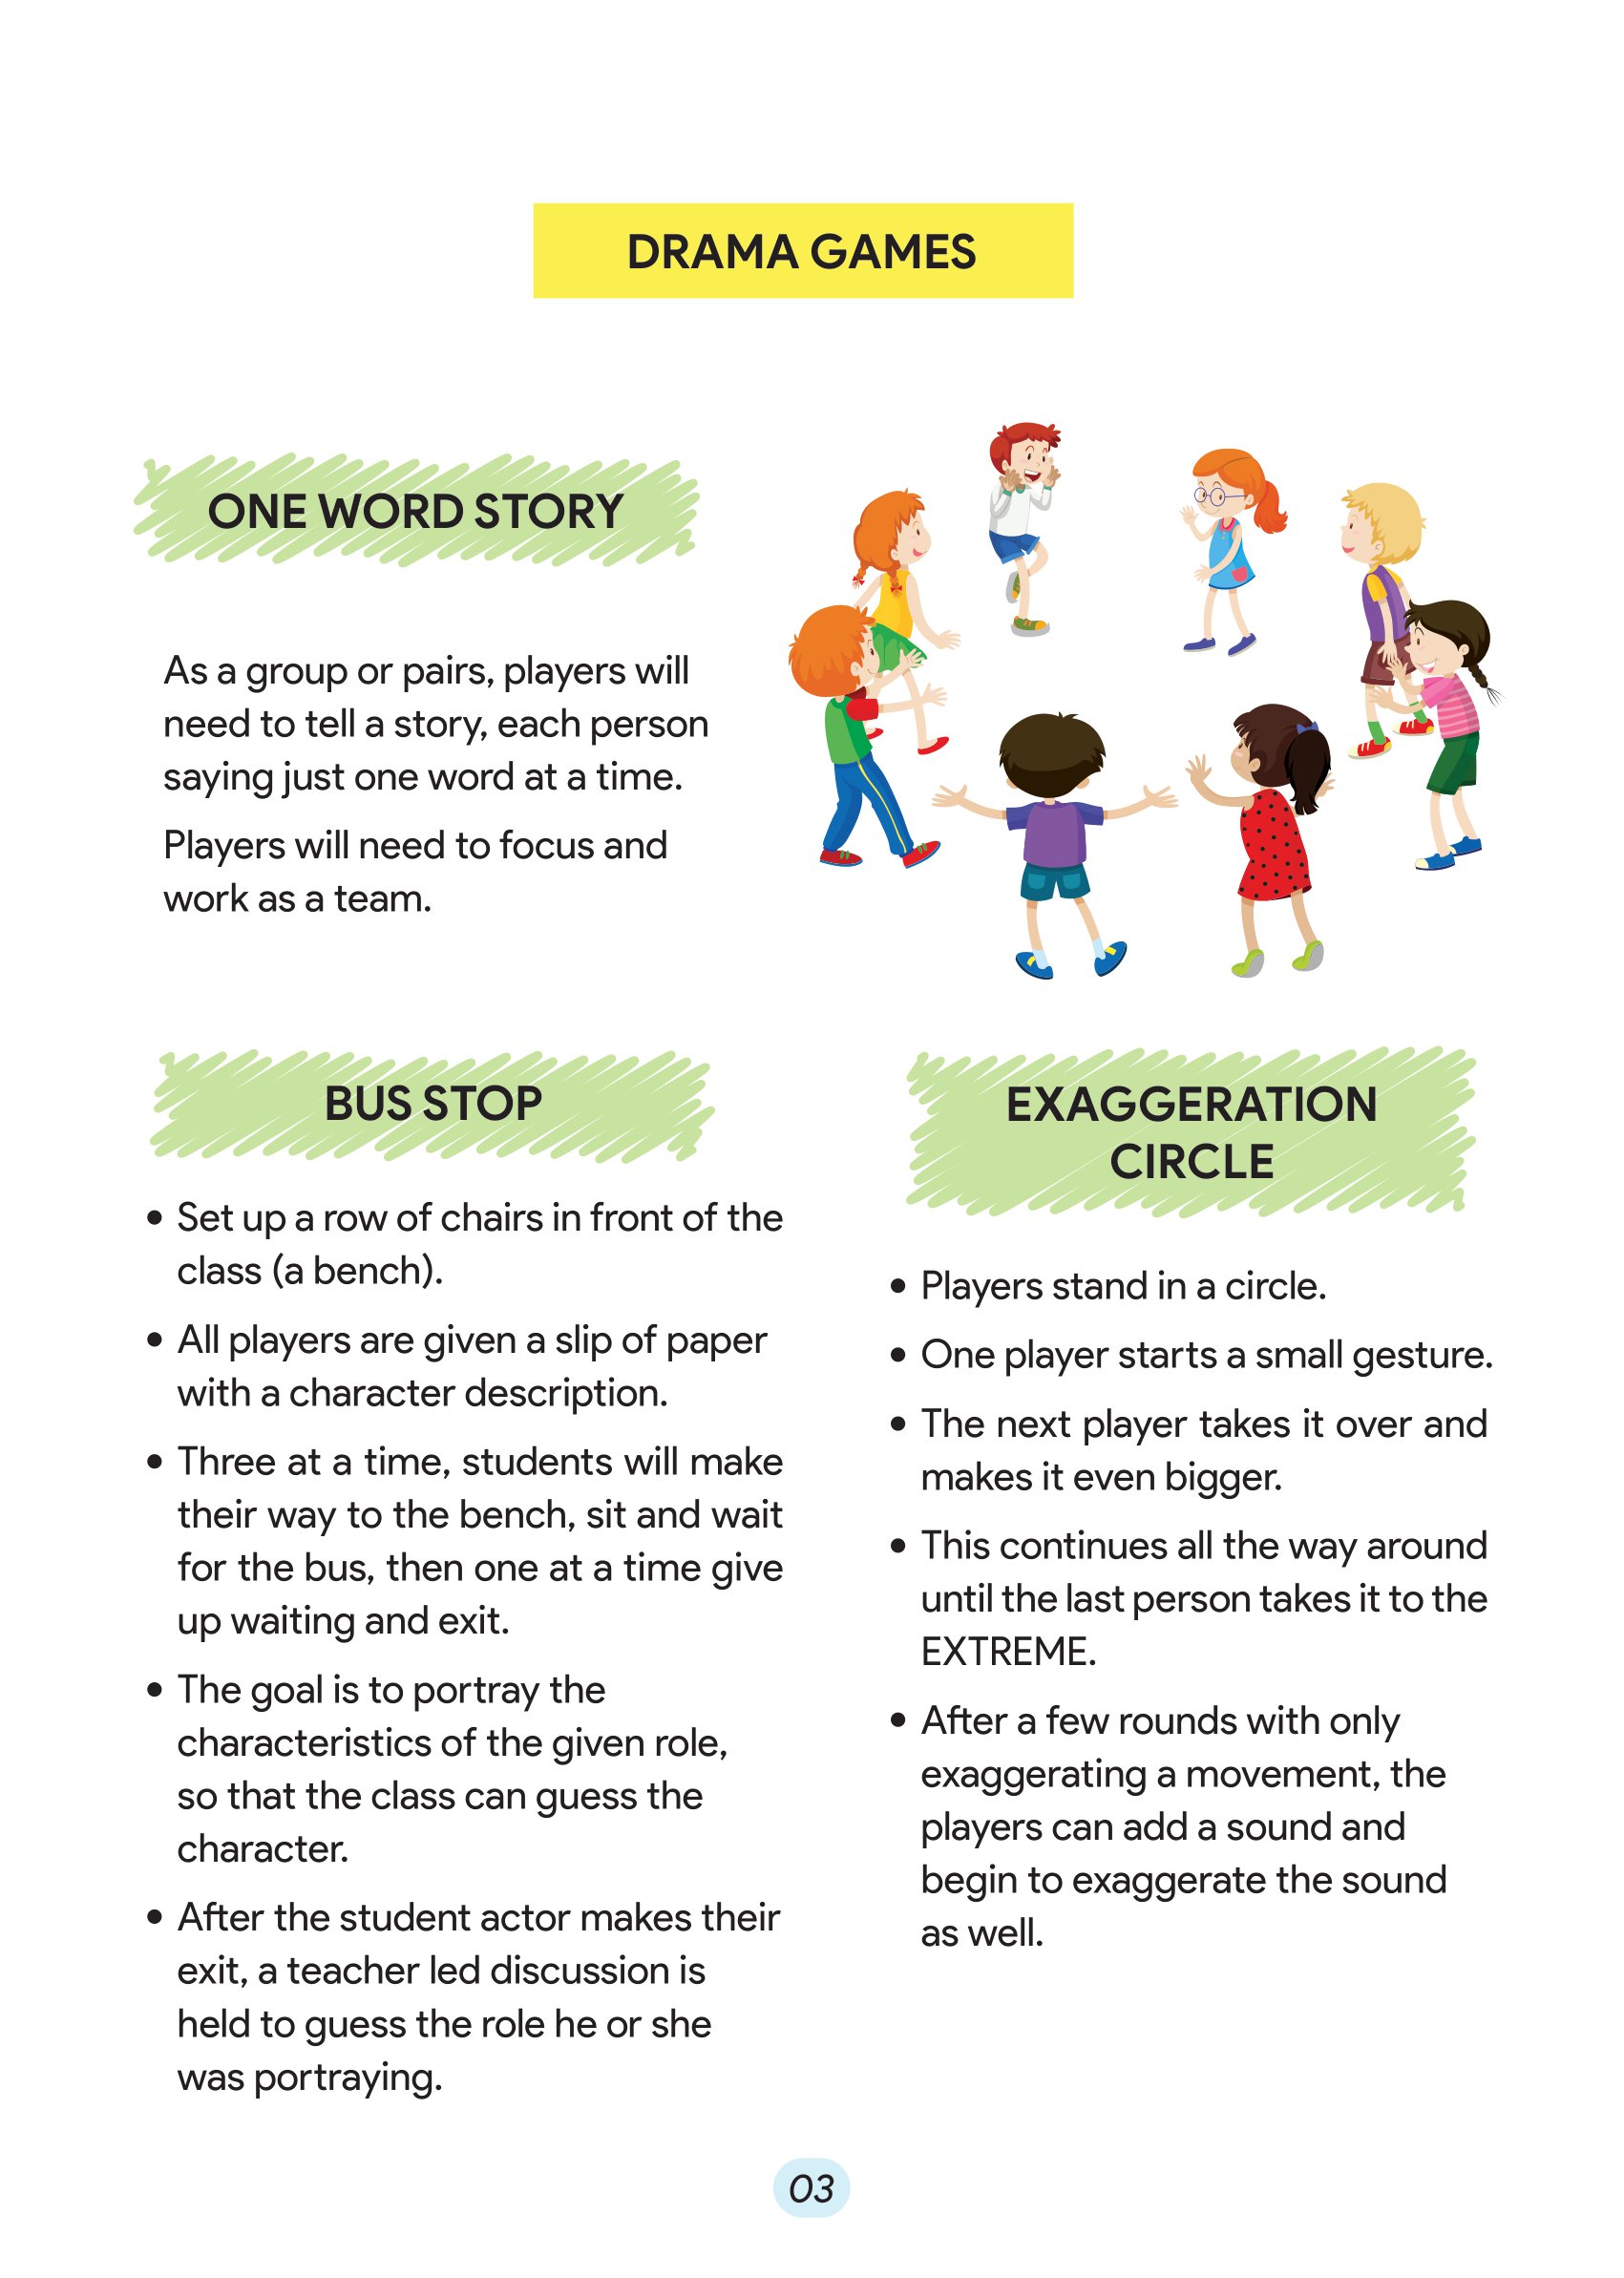 DRAMA GAMES
ONE WORD STORY
As a group or pairs, players will
need to tell a story, each person
saying just one word at a time.
Players will need to focus and
work as a team.
BUS STOP
• Set up a row of chairs in front of the
class (a bench).
• All players are given a slip of paper
with a character description.
• Three at a time, students will make
their way to the bench, sit and wait
for the bus, then one at a time give
up waiting and exit.
• The goal is to portray the
characteristics of the given role,
so that the class can guess the
character.
• After the student actor makes their
exit, a teacher led discussion is
held to guess the role he or she
was portraying.
EXAGGERATION
CIRCLE
• Players stand in a circle.
• One player starts a small gesture.
• The next player takes it over and
makes it even bigger.
• This continues all the way around
until the last person takes it to the
EXTREME.
• After a few rounds with only
exaggerating a movement, the
players can add a sound and
begin to exaggerate the sound
as well.
03